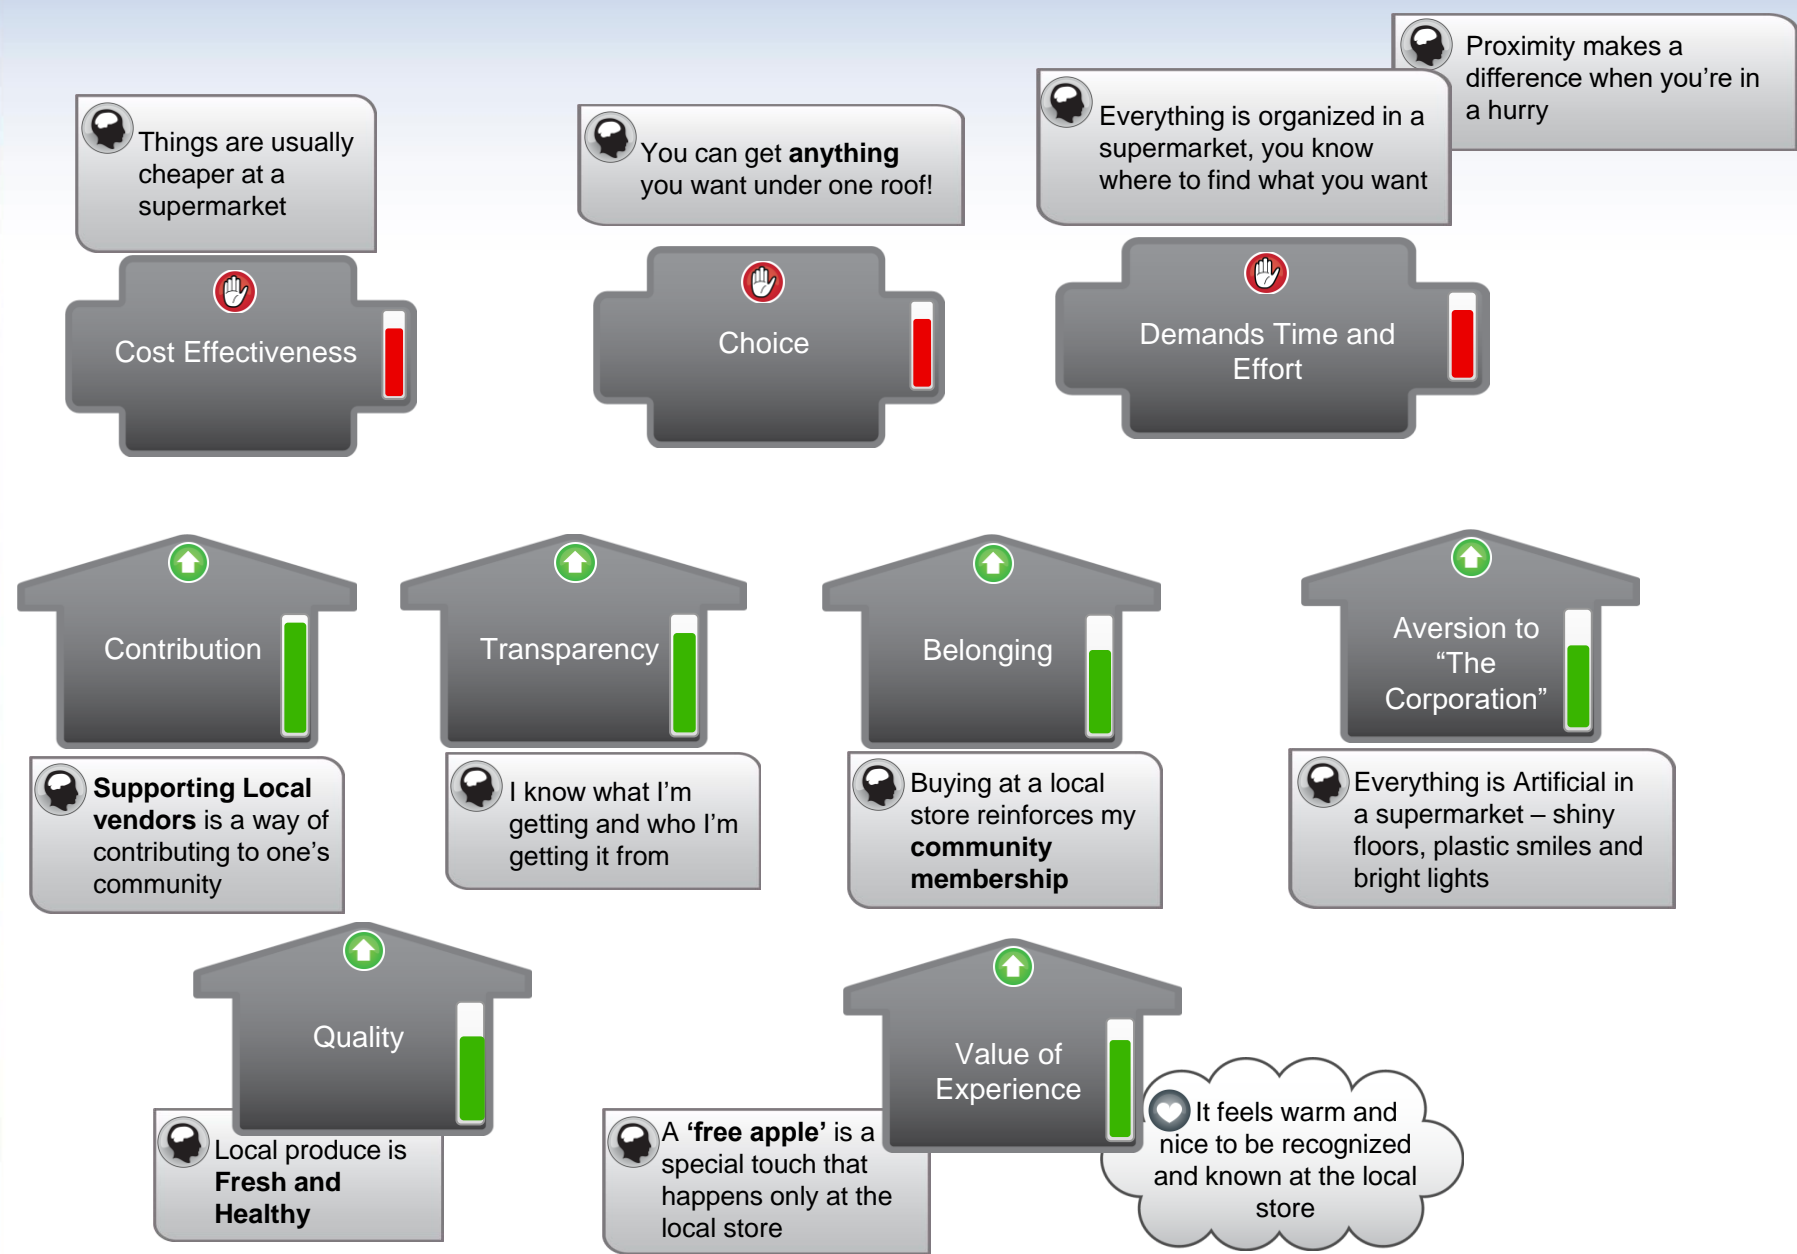 Proximity makes a
difference when you’re in
a hurry
Things are usually
cheaper at a
supermarket
You can get anything
you want under one roof!
Everything is organized in a
supermarket, you know
where to find what you want
Cost Effectiveness
Choice
Demands Time and
Effort
Contribution
Transparency
Belonging
Aversion to
“The
Corporation”
Supporting Local
vendors is a way of
contributing to one’s
community
I know what I’m
getting and who I’m
getting it from
Buying at a local
store reinforces my
community
membership
Everything is Artificial in
a supermarket – shiny
floors, plastic smiles and
bright lights
Quality
Value of
Experience
Local produce is
Fresh and
Healthy
A ‘free apple’ is a
special touch that
happens only at the
local store
It feels warm and
nice to be recognized
and known at the local
store